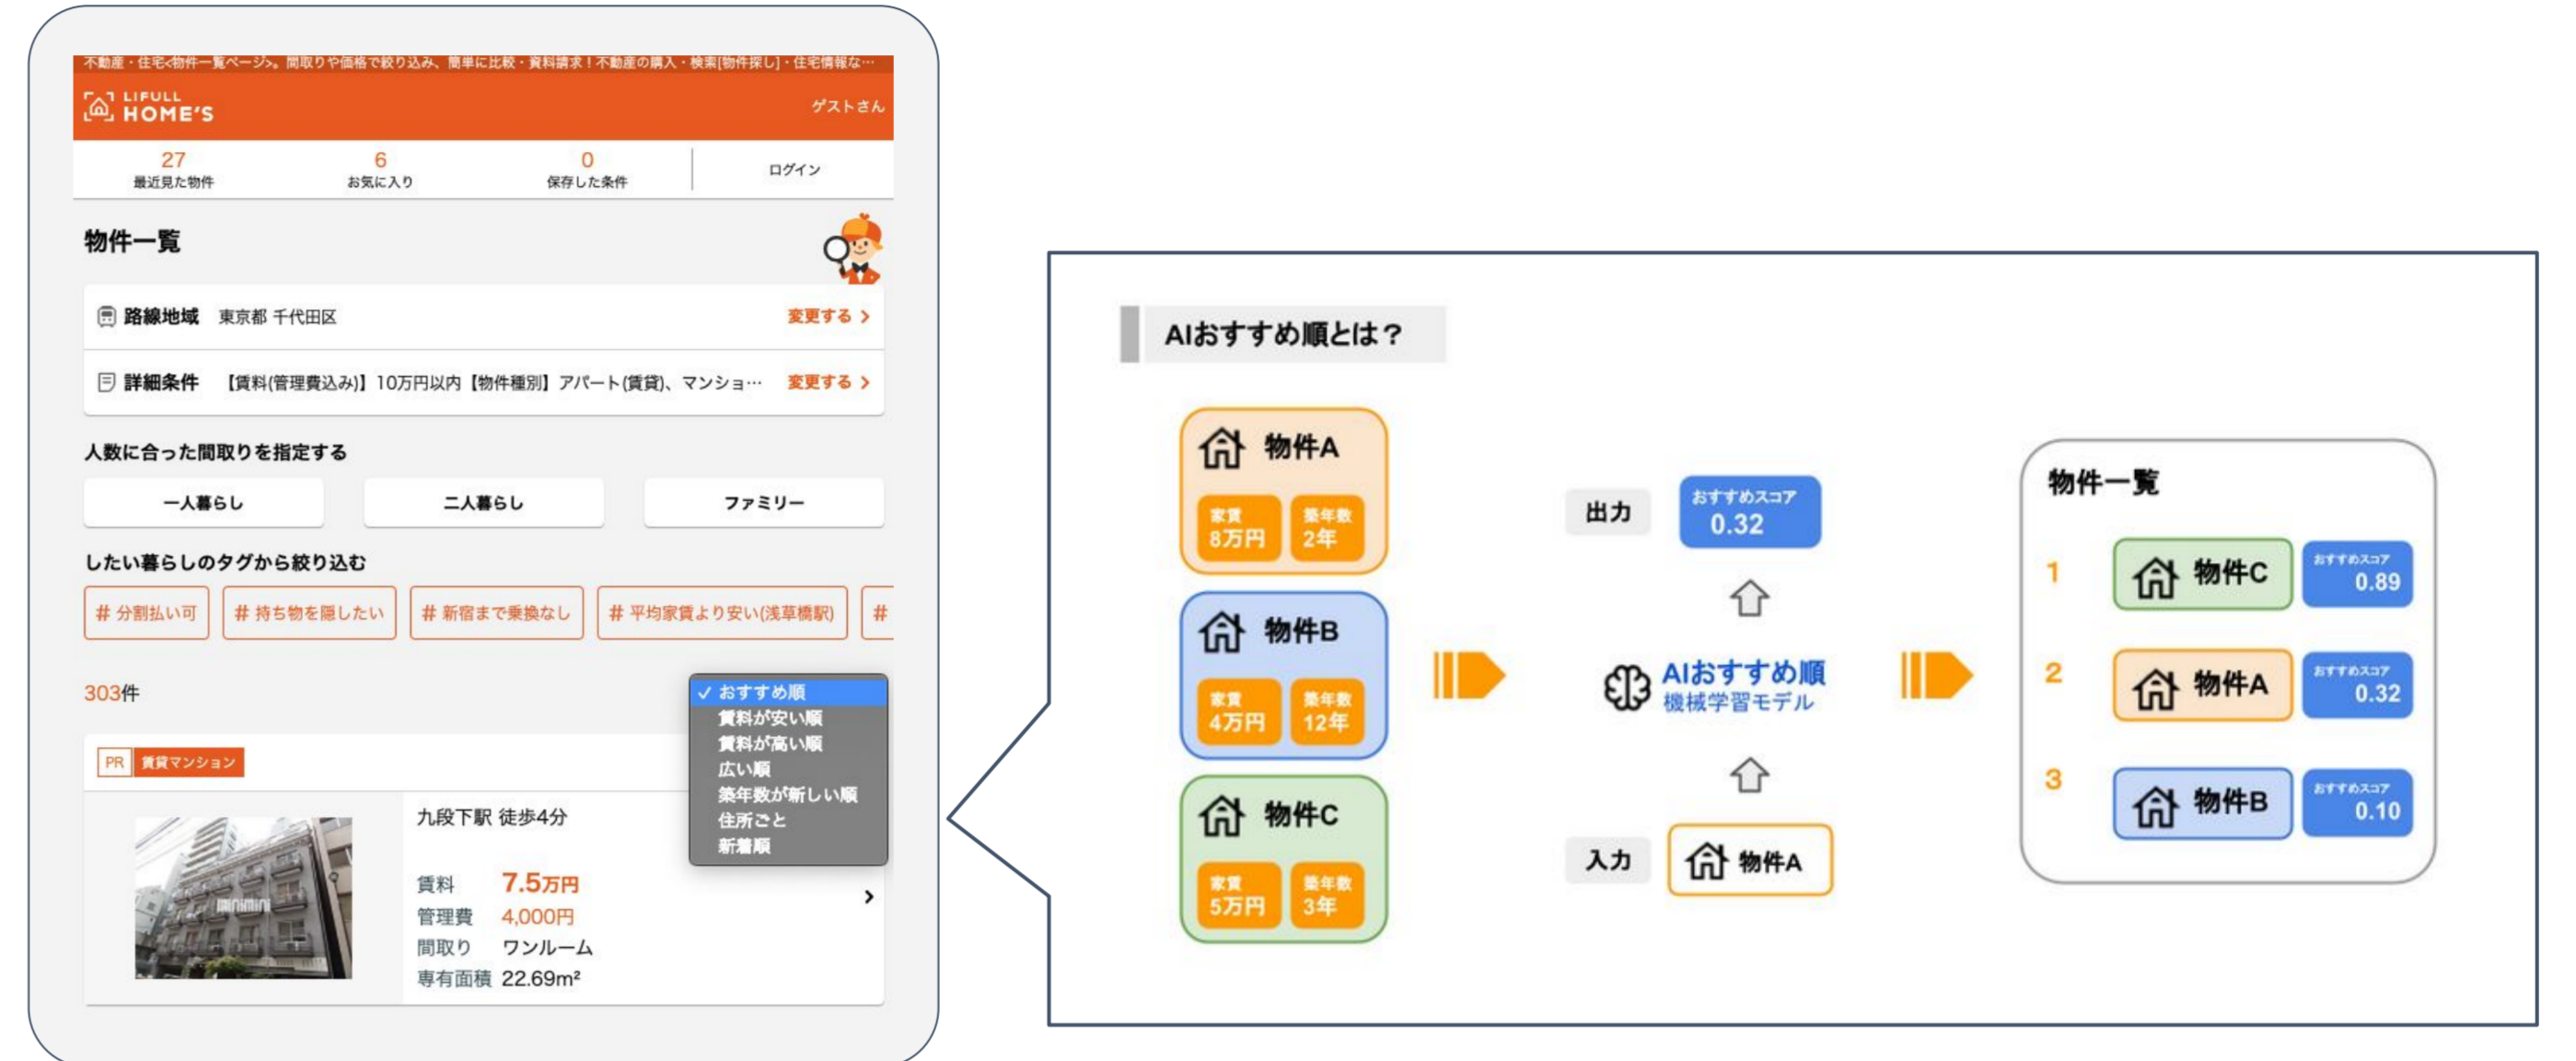 不動産・住宅<物件一覧ページ>。間取りや価格で絞り込み、簡単に比較・資料請求！不動産の購入・検索[物件探し]・住宅情報な…
LIFULL
HOME'S
ゲストさん
27
最近見た物件
6
お気に入り
0
保存した条件
ログイン
物件一覧
路線地域 東京都 千代田区 変更する
詳細条件 【賃料(管理費込み)】10万円以内【物件種別】アパート(賃貸)、マンショ… 変更する
人数に合った間取りを指定する
一人暮らし 二人暮らし ファミリー
したい暮らしのタグから絞り込む
# 分割払い可 # 持ち物を隠したい # 新宿まで乗換なし # 平均家賃より安い(浅草橋駅) #
303件
✓ おすすめ順
賃料が安い順
賃料が高い順
広い順
築年数が新しい順
住所ごと
新着順
PR 賃貸マンション
九段下駅 徒歩4分
賃料 7.5万円
管理費 4,000円
間取り ワンルーム
専有面積 22.69m²
minimini
AIおすすめ順とは？
物件A
家賃
8万円
築年数
2年
物件B
家賃
4万円
築年数
12年
物件C
家賃
5万円
築年数
3年
出力
おすすめスコア
0.32
AIおすすめ順
機械学習モデル
入力
物件A
物件一覧
1 物件C
おすすめスコア
0.89
2 物件A
おすすめスコア
0.32
3 物件B
おすすめスコア
0.10